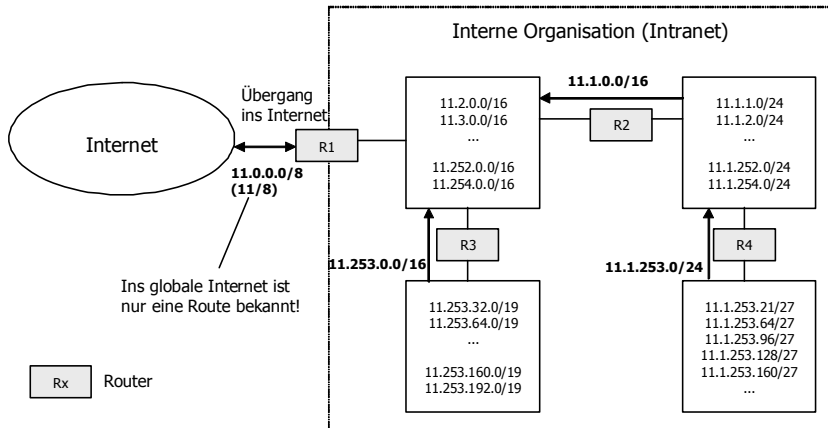 Interne Organisation (Intranet)
Übergang
ins Internet
Internet
R1
11.0.0.0/8
(11/8)
Ins globale Internet ist
nur eine Route bekannt!
11.2.0.0/16
11.3.0.0/16
...
11.252.0.0/16
11.254.0.0/16
11.1.0.0/16
R2
11.1.1.0/24
11.1.2.0/24
...
11.1.252.0/24
11.1.254.0/24
R3
11.253.0.0/16
R4
11.1.253.0/24
11.253.32.0/19
11.253.64.0/19
...
11.253.160.0/19
11.253.192.0/19
11.1.253.21/27
11.1.253.64/27
11.1.253.96/27
11.1.253.128/27
11.1.253.160/27
...
Rx
Router